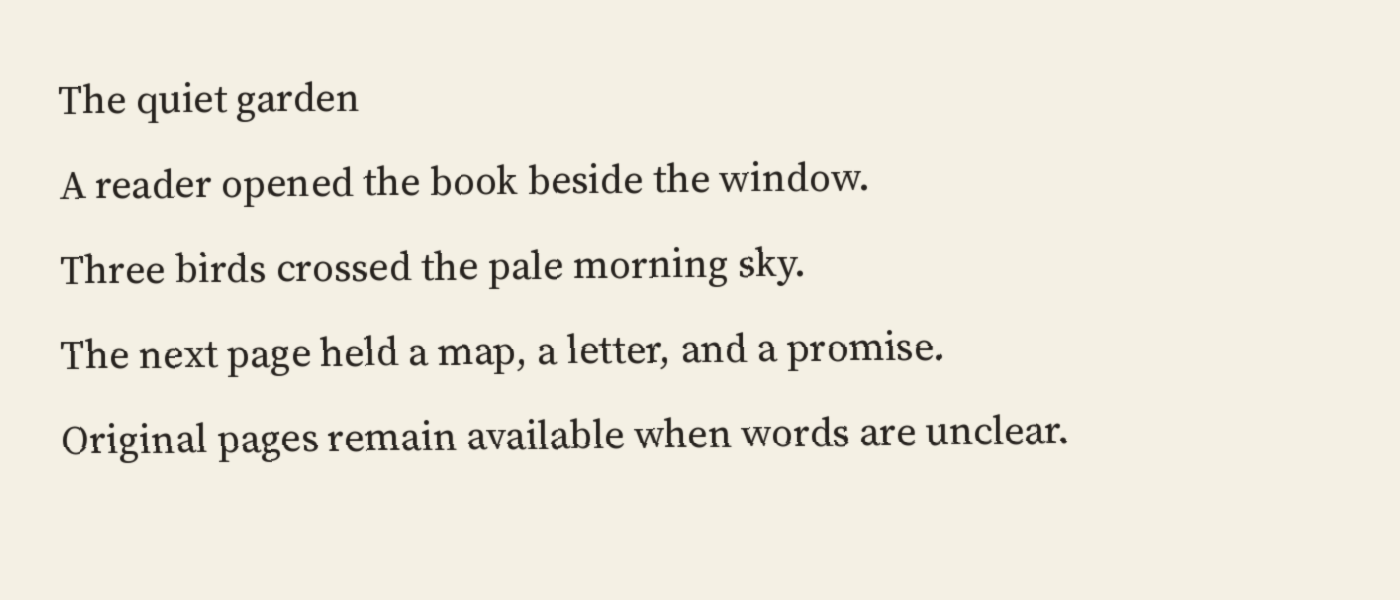 The quiet garden
A reader opened the book beside the window.
Three birds crossed the pale morning sky.
The next page held a map, a letter, and a promise.
Original pages remain available when words are unclear.